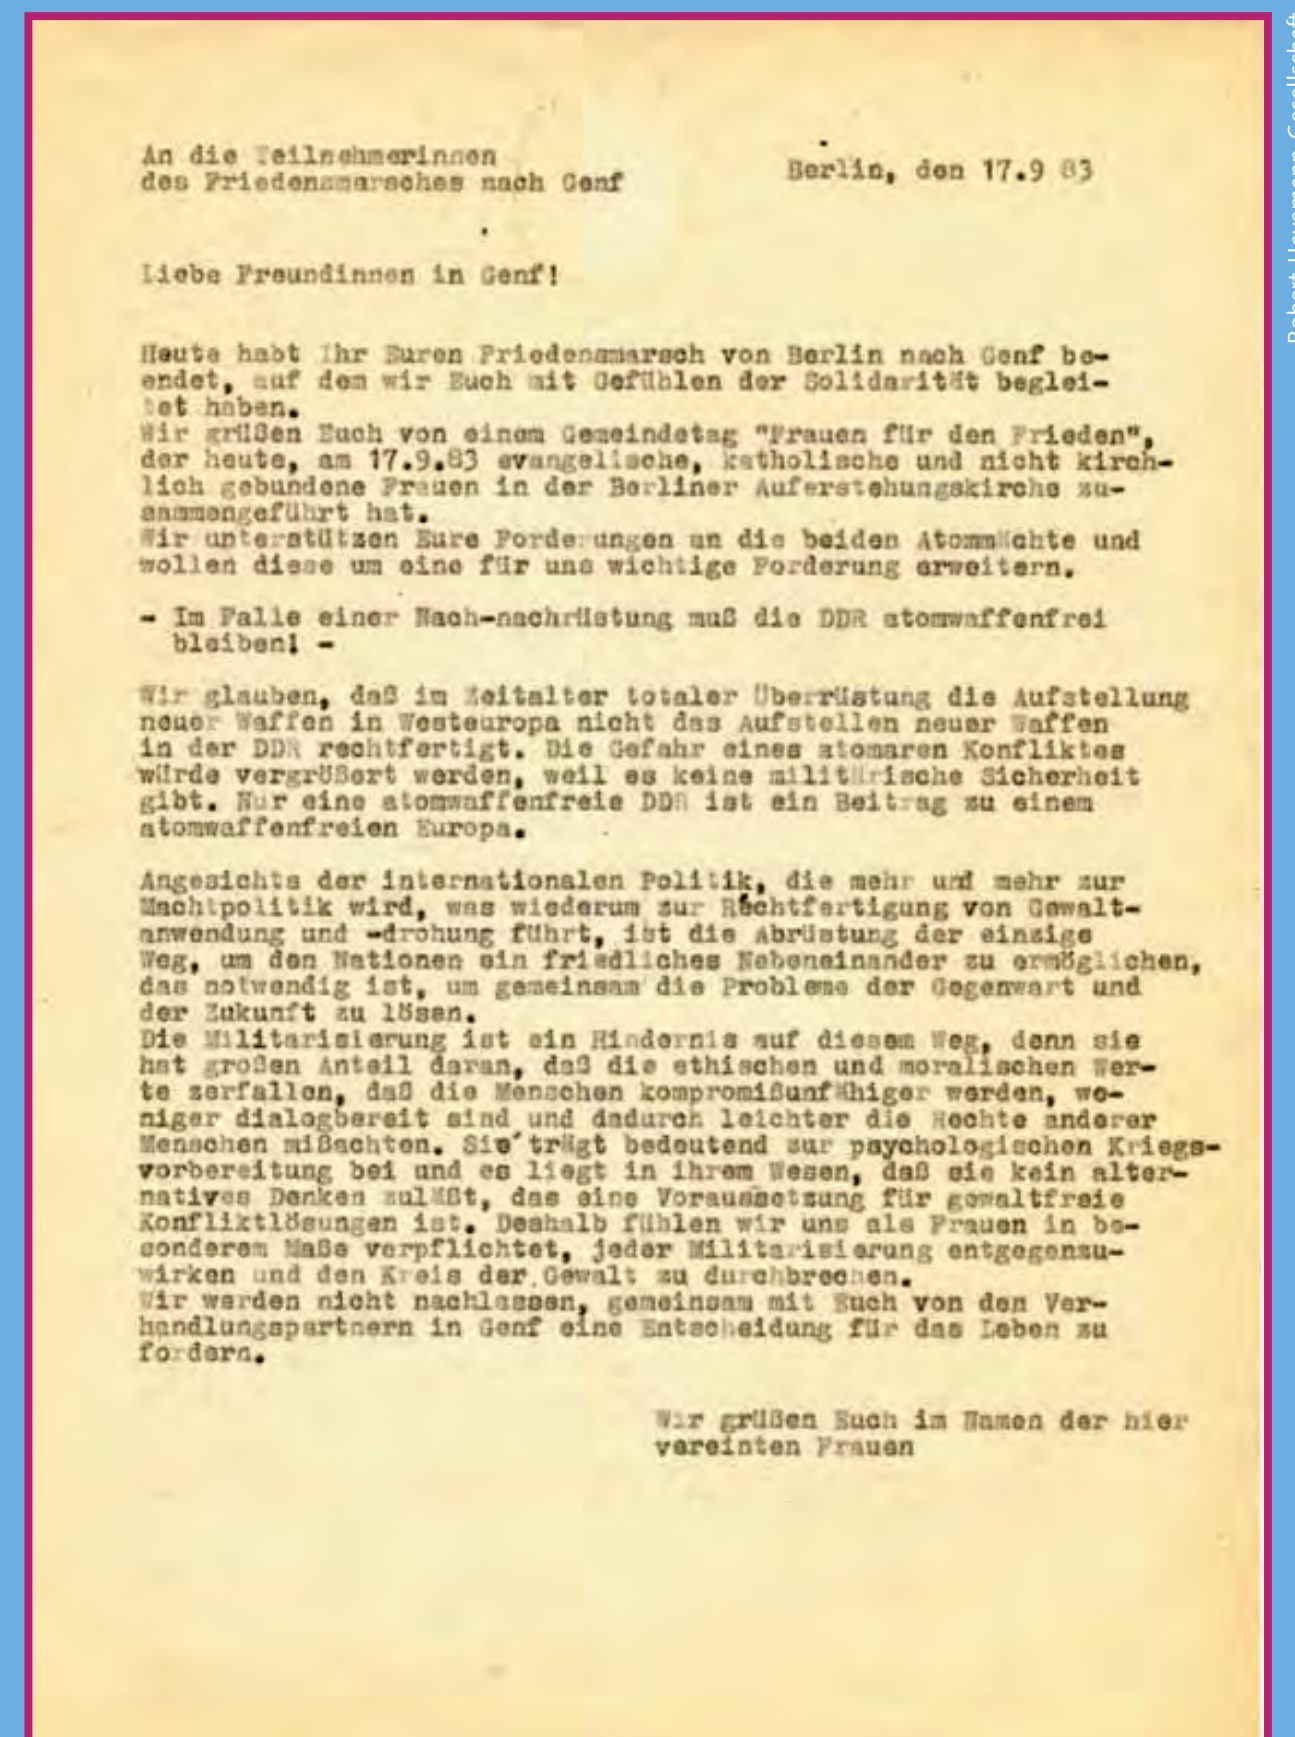 An die Teilnehmerinnen
des Friedensmarsches nach Genf
Berlin, den 17.9 83
Liebe Freundinnen in Genf!
Heute habt Ihr Euren Friedensmarsch von Berlin nach Genf be-
endet, auf dem wir Euch mit Gefühlen der Solidarität beglei-
tet haben.
Wir grüßen Euch von einem Gemeindetag "Frauen für den Frieden",
der heute, am 17.9.83 evangelische, katholische und nicht kirch-
lich gebundene Frauen in der Berliner Auferstehungskirche zu-
sammengeführt hat.
Wir unterstützen Eure Forderungen an die beiden Atommächte und
wollen diese um eine für uns wichtige Forderung erweitern.
- Im Falle einer Nach-nachrüstung muß die DDR atomwaffenfrei
bleiben! -
Wir glauben, daß im Zeitalter totaler Überrüstung die Aufstellung
neuer Waffen in Westeuropa nicht das Aufstellen neuer Waffen
in der DDR rechtfertigt. Die Gefahr eines atomaren Konfliktes
würde vergrößert werden, weil es keine militärische Sicherheit
gibt. Nur eine atomwaffenfreie DDR ist ein Beitrag zu einem
atomwaffenfreien Europa.
Angesichts der internationalen Politik, die mehr und mehr zur
Machtpolitik wird, was wiederum zur Rechtfertigung von Gewalt-
anwendung und -drohung führt, ist die Abrüstung der einzige
Weg, um den Nationen ein friedliches Nebeneinander zu ermöglichen,
das notwendig ist, um gemeinsam die Probleme der Gegenwart und
der Zukunft zu lösen.
Die Militarisierung ist ein Hindernis auf diesem Weg, denn sie
hat großen Anteil daran, daß die ethischen und moralischen Wer-
te zerfallen, daß die Menschen kompromißunfähiger werden, we-
niger dialogbereit sind und dadurch leichter die Rechte anderer
Menschen mißachten. Sie trägt bedeutend zur psychologischen Kriegs-
vorbereitung bei und es liegt in ihrem Wesen, daß sie kein alter-
natives Denken zuläßt, das eine Voraussetzung für gewaltfreie
Konfliktlösungen ist. Deshalb fühlen wir uns als Frauen in be-
sonderem Maße verpflichtet, jeder Militarisierung entgegenzu-
wirken und den Kreis der Gewalt zu durchbrechen.
Wir werden nicht nachlassen, gemeinsam mit Euch von den Ver-
handlungspartnern in Genf eine Entscheidung für das Leben zu
fordern.
Wir grüßen Euch im Namen der hier
vereinten Frauen
Robert-Havemann-Gesellschaft